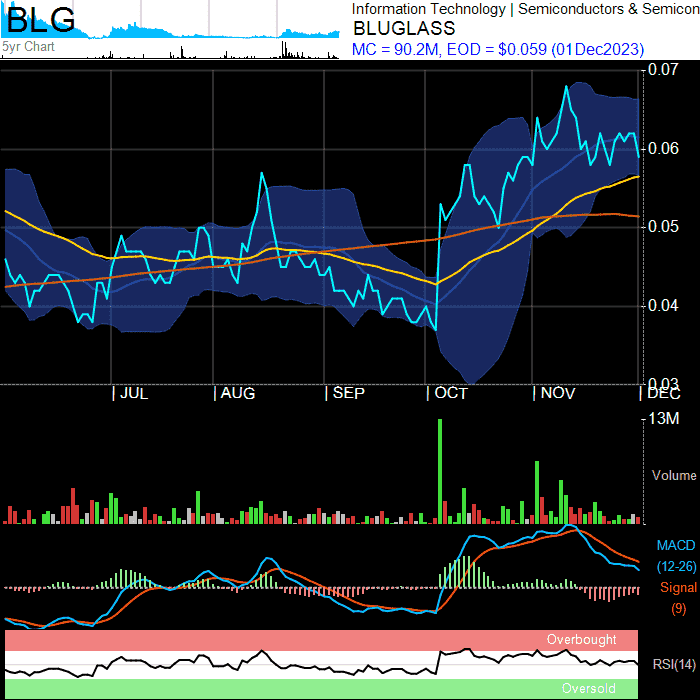 BLG
5yr Chart
Information Technology | Semiconductors & Semicon
BLUGLASS
MC = 90.2M, EOD = $0.059 (01Dec2023)
0.07
0.06
0.05
0.04
0.03
| JUL | AUG | SEP | OCT | NOV | DEC
13M
Volume
MACD
(12-26)
Signal
(9)
Overbought
RSI(14)
Oversold